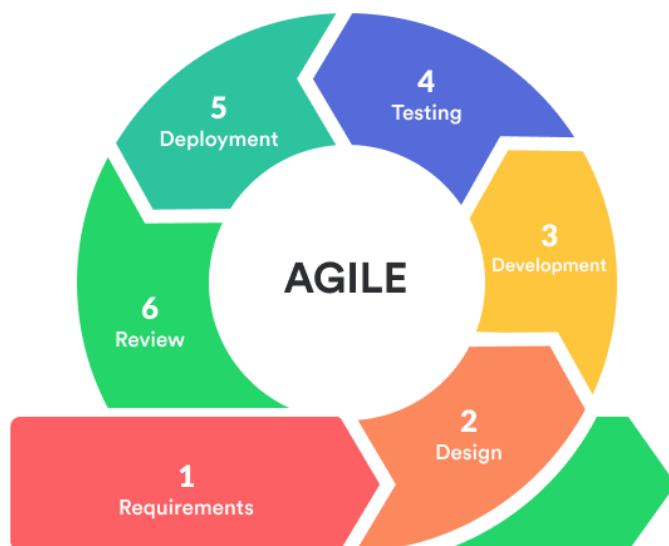 4
Testing
5
Deployment
3
Development
AGILE
6
Review
2
Design
1
Requirements